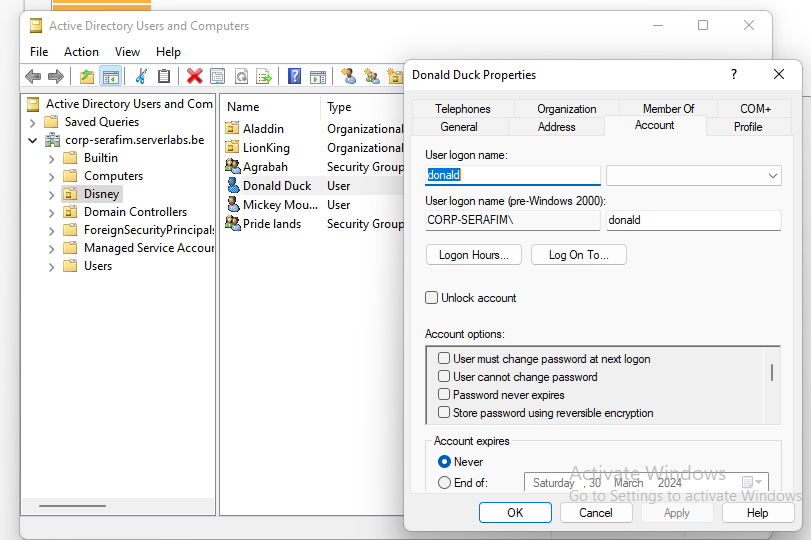 Active Directory Users and Computers
File Action View Help
Active Directory Users and Com
Saved Queries
corp-serafim.serverlabs.be
Builtin
Computers
Disney
Domain Controllers
ForeignSecurityPrincipals
Managed Service Accour
Users
Name Type
Aladdin Organizational
LionKing Organizational
Agrabah Security Group
Donald Duck User
Mickey Mou... User
Pride lands Security Group
Donald Duck Properties
Telephones Organization Member Of COM+
General Address Account Profile
User logon name:
donald
User logon name (pre-Windows 2000):
CORP-SERAFIM\ donald
Logon Hours... Log On To...
Unlock account
Account options:
User must change password at next logon
User cannot change password
Password never expires
Store password using reversible encryption
Account expires
Never
End of: Saturday , 30 March 2024
Activate Windows
Go to Settings to activate Windows.
OK Cancel Apply Help